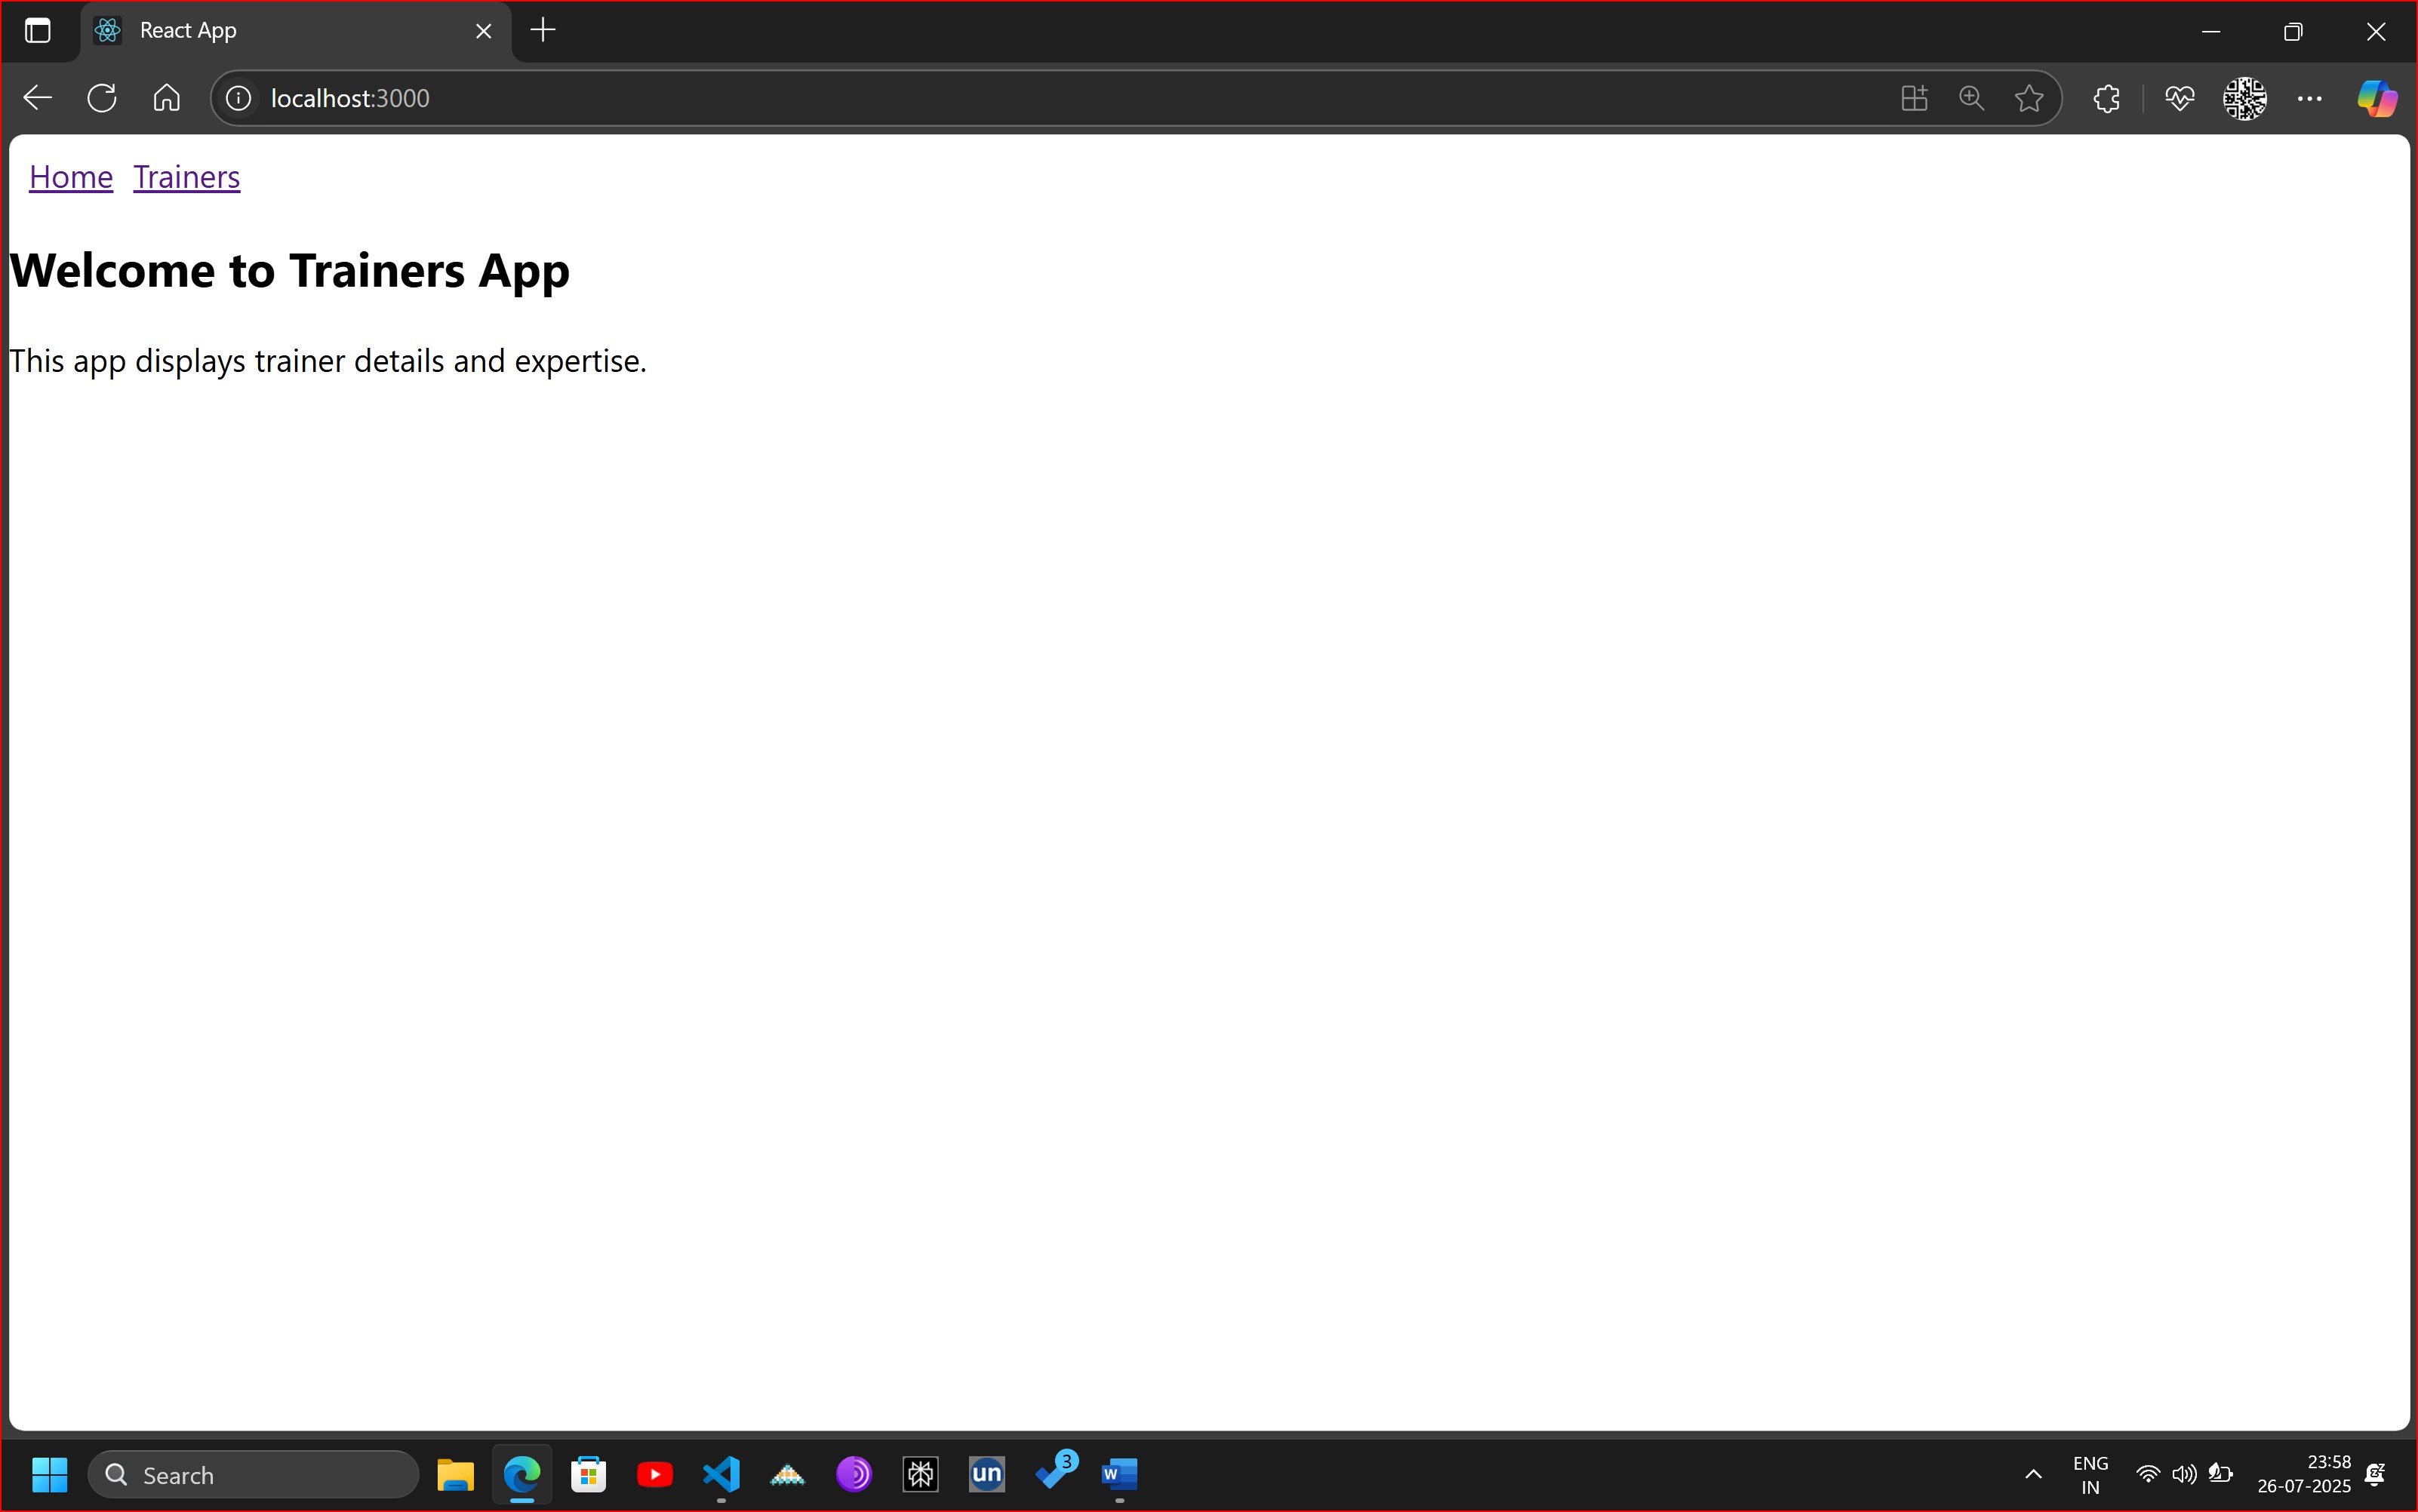 React App
localhost:3000
Home Trainers
Welcome to Trainers App
This app displays trainer details and expertise.
Search
un
3
W
ENG
IN
23:58
26-07-2025